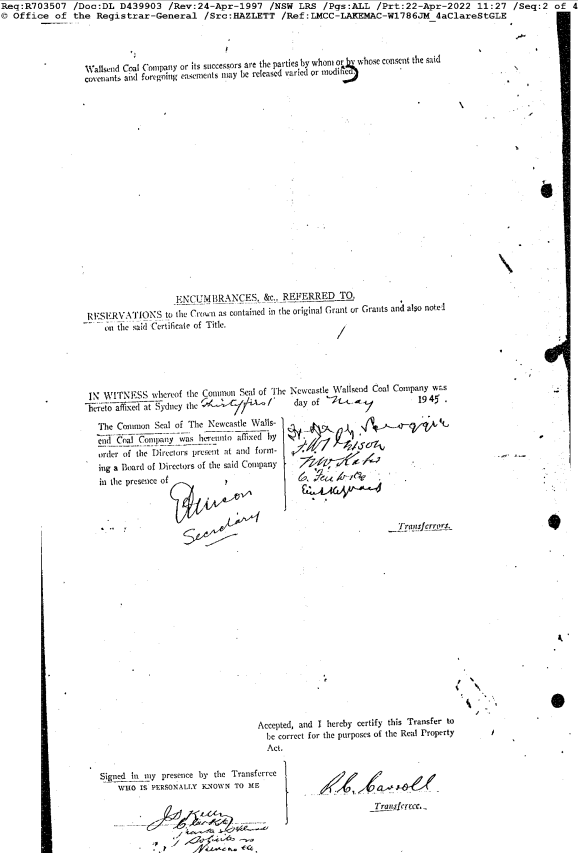 Req:R703507 /Doc:DL D439903 /Rev:24-Apr-1997 /NSW LRS /Pgs:ALL /Prt:22-Apr-2022 11:27 /Seq:2 of 4
© Office of the Registrar-General /Src:HAZLETT /Ref:LMCC-LAKEMAC-W1786JM_4aClareStGLE
Wallsend Coal Company or its successors are the parties by whom or by whose consent the said
covenants and foregoing easements may be released varied or modified.
ENCUMBRANCES, &c., REFERRED TO.
RESERVATIONS to the Crown as contained in the original Grant or Grants and also noted
on the said Certificate of Title.
IN WITNESS whereof the Common Seal of The Newcastle Wallsend Coal Company was
hereto affixed at Sydney the Thirtyfirst day of May 1945.
The Common Seal of The Newcastle Walls-
end Coal Company was hereunto affixed by
order of the Directors present at and form-
ing a Board of Directors of the said Company
in the presence of
Secretary
Transferrors.
Accepted, and I hereby certify this Transfer to
be correct for the purposes of the Real Property
Act.
Signed in my presence by the Transferree
WHO IS PERSONALLY KNOWN TO ME
R.C. Carroll
Transferree.